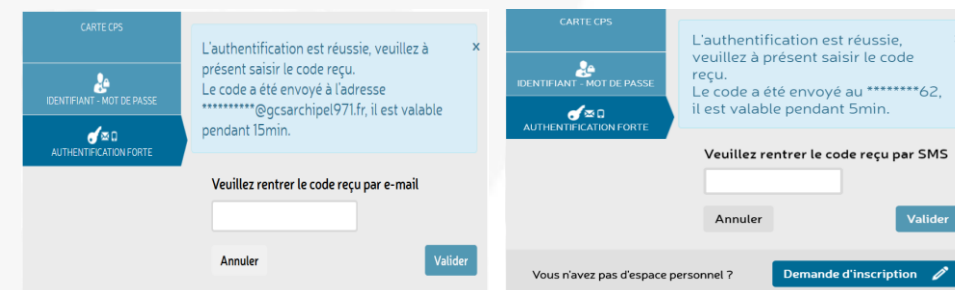 CARTE CPS
IDENTIFIANT - MOT DE PASSE
AUTHENTIFICATION FORTE
L'authentification est réussie, veuillez à
présent saisir le code reçu.
Le code a été envoyé à l'adresse
**********@gcsarchipel971.fr, il est valable
pendant 15min.
x
Veuillez rentrer le code reçu par e-mail
Annuler
Valider
CARTE CPS
IDENTIFIANT - MOT DE PASSE
AUTHENTIFICATION FORTE
L'authentification est réussie,
veuillez à présent saisir le code
reçu.
Le code a été envoyé au ********62,
il est valable pendant 5min.
Veuillez rentrer le code reçu par SMS
Annuler
Valider
Vous n'avez pas d'espace personnel ?
Demande d'inscription